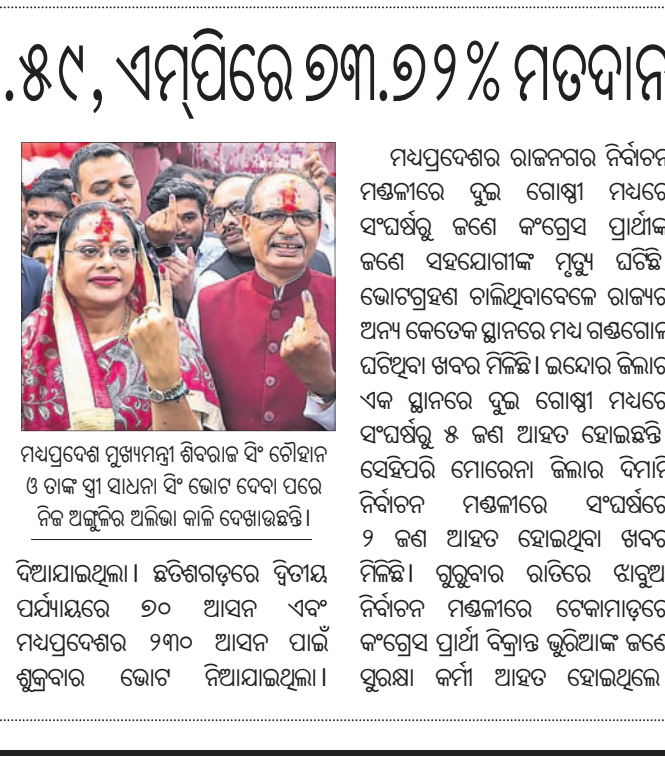 .୫୯, ଏମ୍‌ପିରେ ୭୩.୭୨% ମତଦାନ
ମଧ୍ୟପ୍ରଦେଶ ମୁଖ୍ୟମନ୍ତ୍ରୀ ଶିବରାଜ ସିଂ ଚୌହାନ
ଓ ତାଙ୍କ ସ୍ତ୍ରୀ ସାଧନା ସିଂ ଭୋଟ ଦେବା ପରେ
ନିଜ ଅଙ୍ଗୁଳିର ଅଲିଭା କାଳି ଦେଖାଉଛନ୍ତି ।
ଦିଆଯାଇଥିଲା । ଛତିଶଗଡ଼ରେ ଦ୍ୱିତୀୟ
ପର୍ଯ୍ୟାୟରେ ୭୦ ଆସନ ଏବଂ
ମଧ୍ୟପ୍ରଦେଶର ୨୩୦ ଆସନ ପାଇଁ
ଶୁକ୍ରବାର ଭୋଟ ନିଆଯାଇଥିଲା ।
ମଧ୍ୟପ୍ରଦେଶର ରାଜନଗର ନିର୍ବାଚନ
ମଣ୍ଡଳୀରେ ଦୁଇ ଗୋଷ୍ଠୀ ମଧ୍ୟରେ
ସଂଘର୍ଷରୁ ଜଣେ କଂଗ୍ରେସ ପ୍ରାର୍ଥୀଙ୍କ
ଜଣେ ସହଯୋଗୀଙ୍କ ମୃତ୍ୟୁ ଘଟିଛି
ଭୋଟଗ୍ରହଣ ଚାଲିଥିବାବେଳେ ରାଜ୍ୟର
ଅନ୍ୟ କେତେକ ସ୍ଥାନରେ ମଧ୍ୟ ଗଣ୍ଡଗୋଳ
ଘଟିଥିବା ଖବର ମିଳିଛି । ଇନ୍ଦୋର ଜିଲାର
ଏକ ସ୍ଥାନରେ ଦୁଇ ଗୋଷ୍ଠୀ ମଧ୍ୟରେ
ସଂଘର୍ଷରୁ ୫ ଜଣ ଆହତ ହୋଇଛନ୍ତି
ସେହିପରି ମୋରେନା ଜିଲାର ଦିମାନି
ନିର୍ବାଚନ ମଣ୍ଡଳୀରେ ସଂଘର୍ଷରେ
୨ ଜଣ ଆହତ ହୋଇଥିବା ଖବର
ମିଳିଛି । ଗୁରୁବାର ରାତିରେ ଝାବୁଆ
ନିର୍ବାଚନ ମଣ୍ଡଳୀରେ ଟେକାମାଡ଼ରେ
କଂଗ୍ରେସ ପ୍ରାର୍ଥୀ ବିକ୍ରାନ୍ତ ଭୁରିଆଙ୍କ ଜଣେ
ସୁରକ୍ଷା କର୍ମୀ ଆହତ ହୋଇଥିଲେ